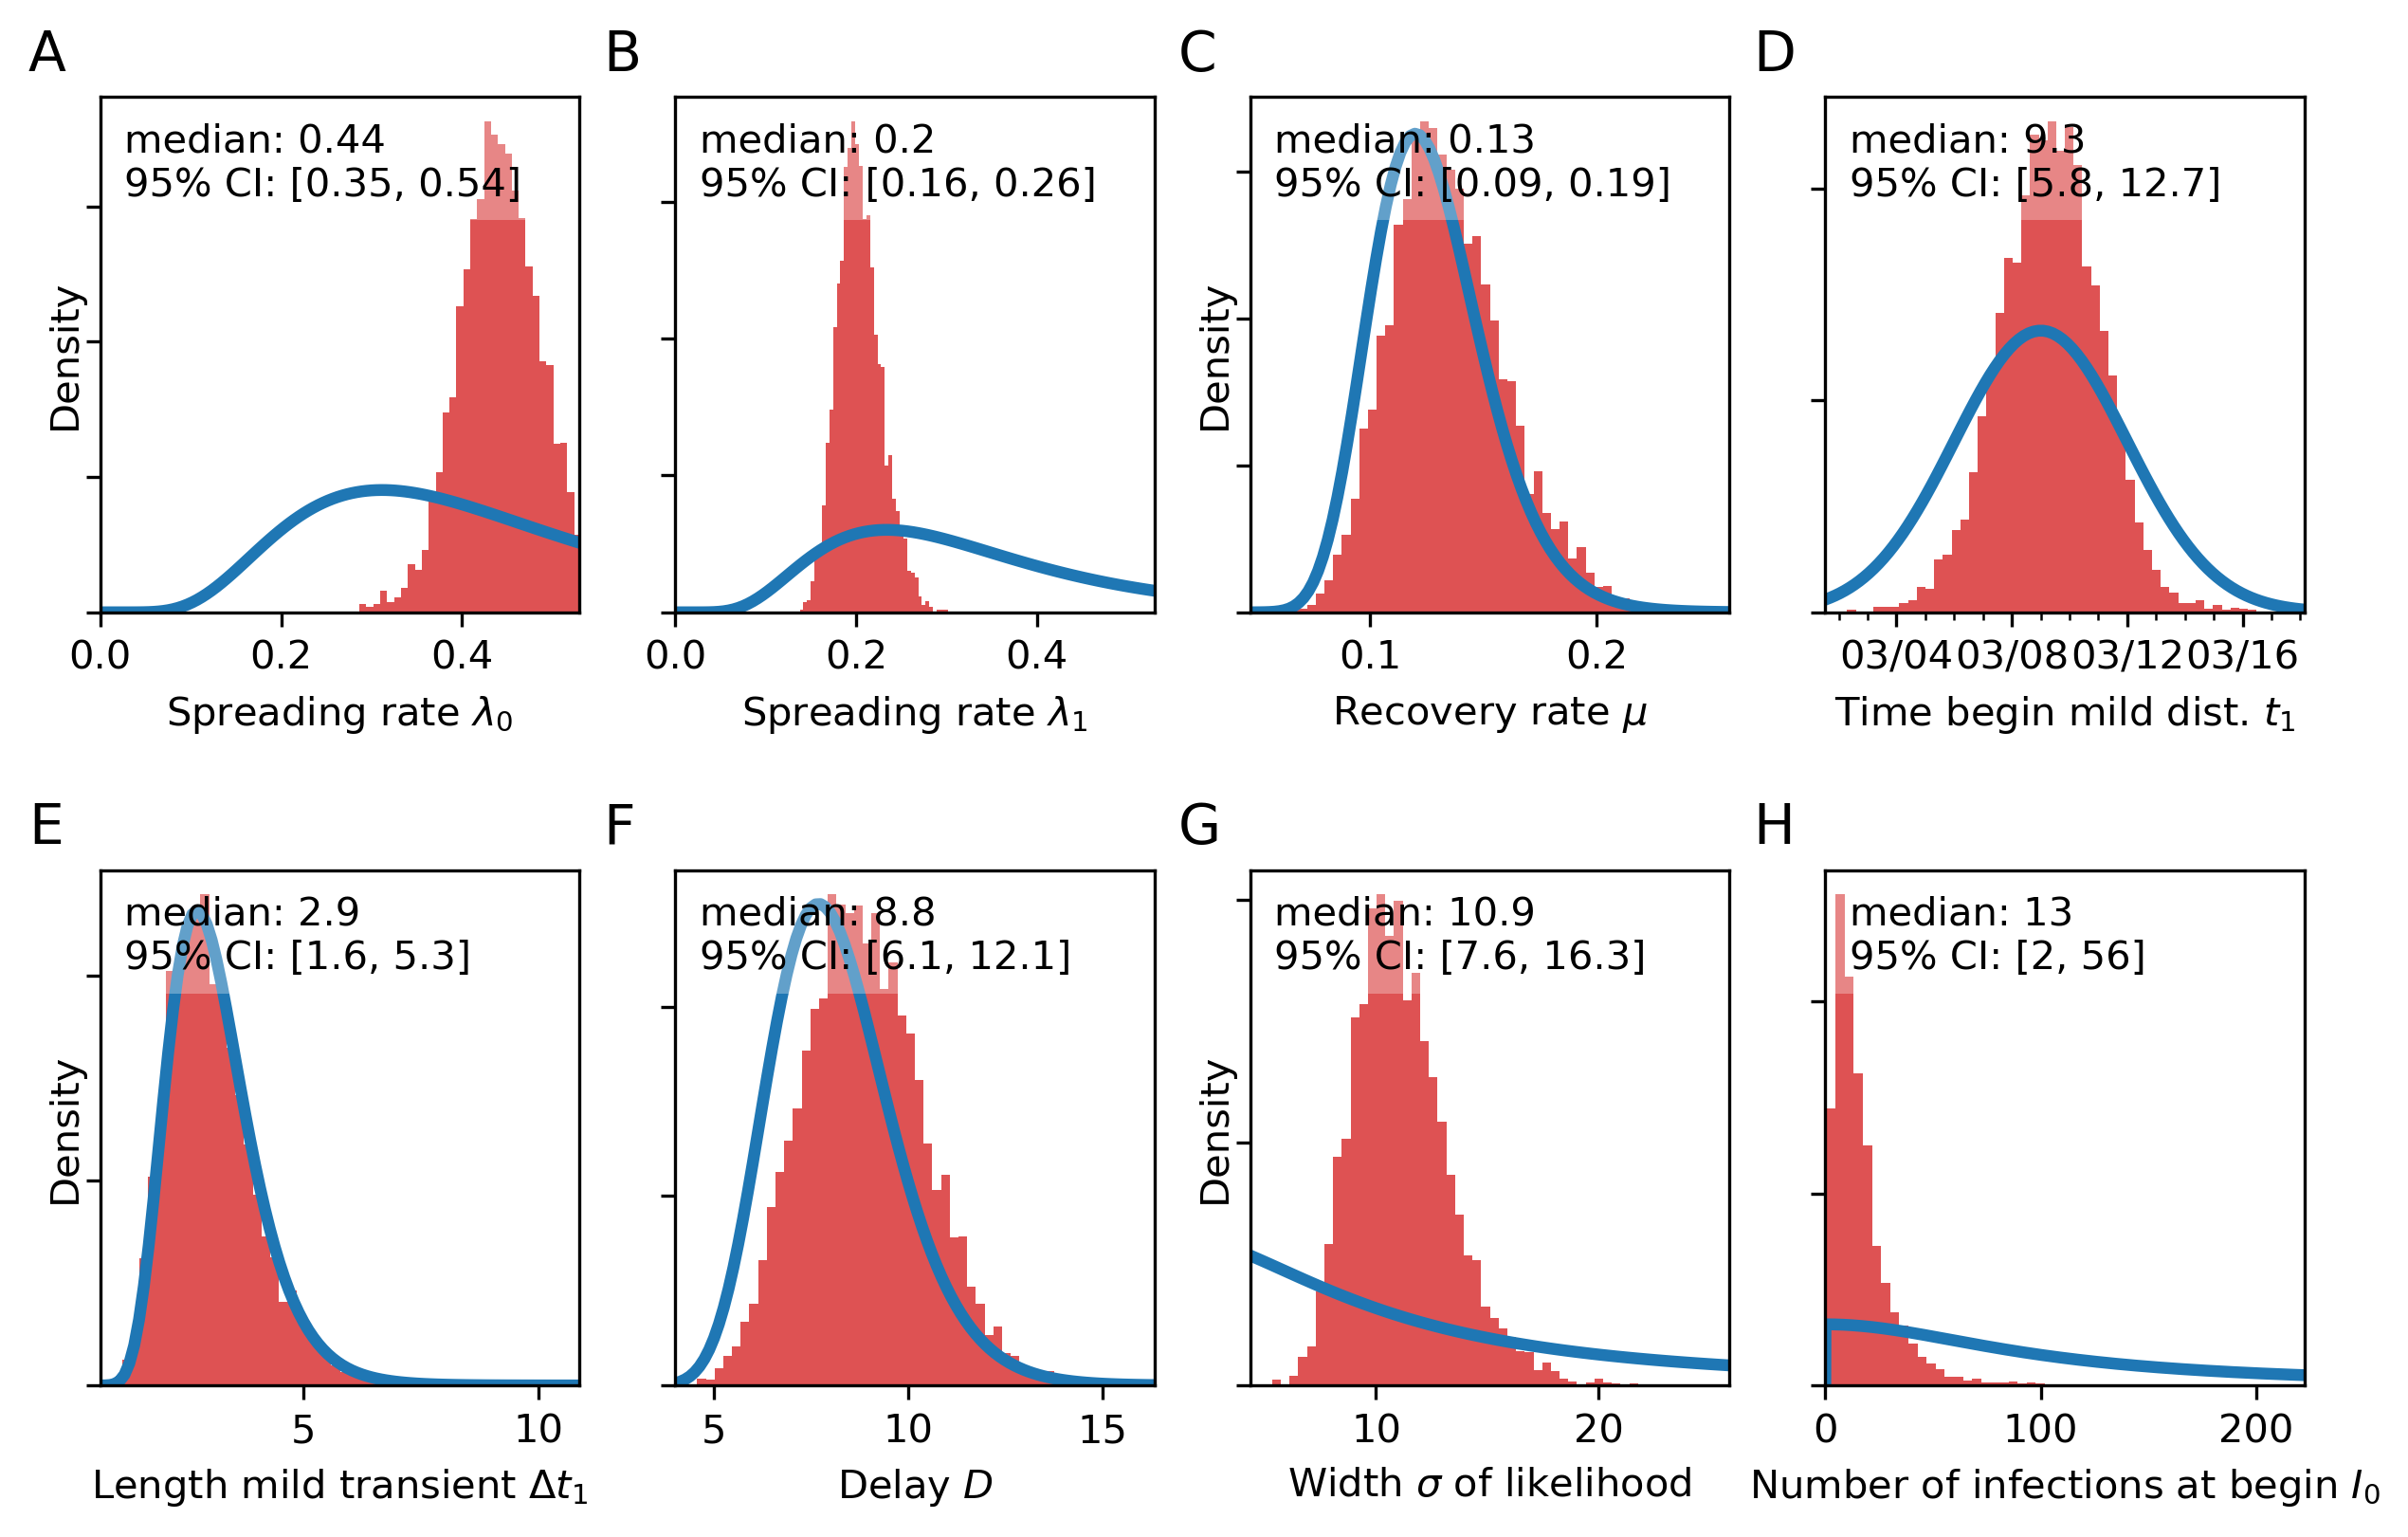 A
median: 0.44
95% CI: [0.35, 0.54]
Density
0.0 0.2 0.4
Spreading rate λ0
B
median: 0.2
95% CI: [0.16, 0.26]
0.0 0.2 0.4
Spreading rate λ1
C
median: 0.13
95% CI: [0.09, 0.19]
Density
0.1 0.2
Recovery rate μ
D
median: 9.3
95% CI: [5.8, 12.7]
03/04 03/08 03/12 03/16
Time begin mild dist. t1
E
median: 2.9
95% CI: [1.6, 5.3]
Density
5 10
Length mild transient Δt1
F
median: 8.8
95% CI: [6.1, 12.1]
5 10 15
Delay D
G
median: 10.9
95% CI: [7.6, 16.3]
Density
10 20
Width σ of likelihood
H
median: 13
95% CI: [2, 56]
0 100 200
Number of infections at begin I0